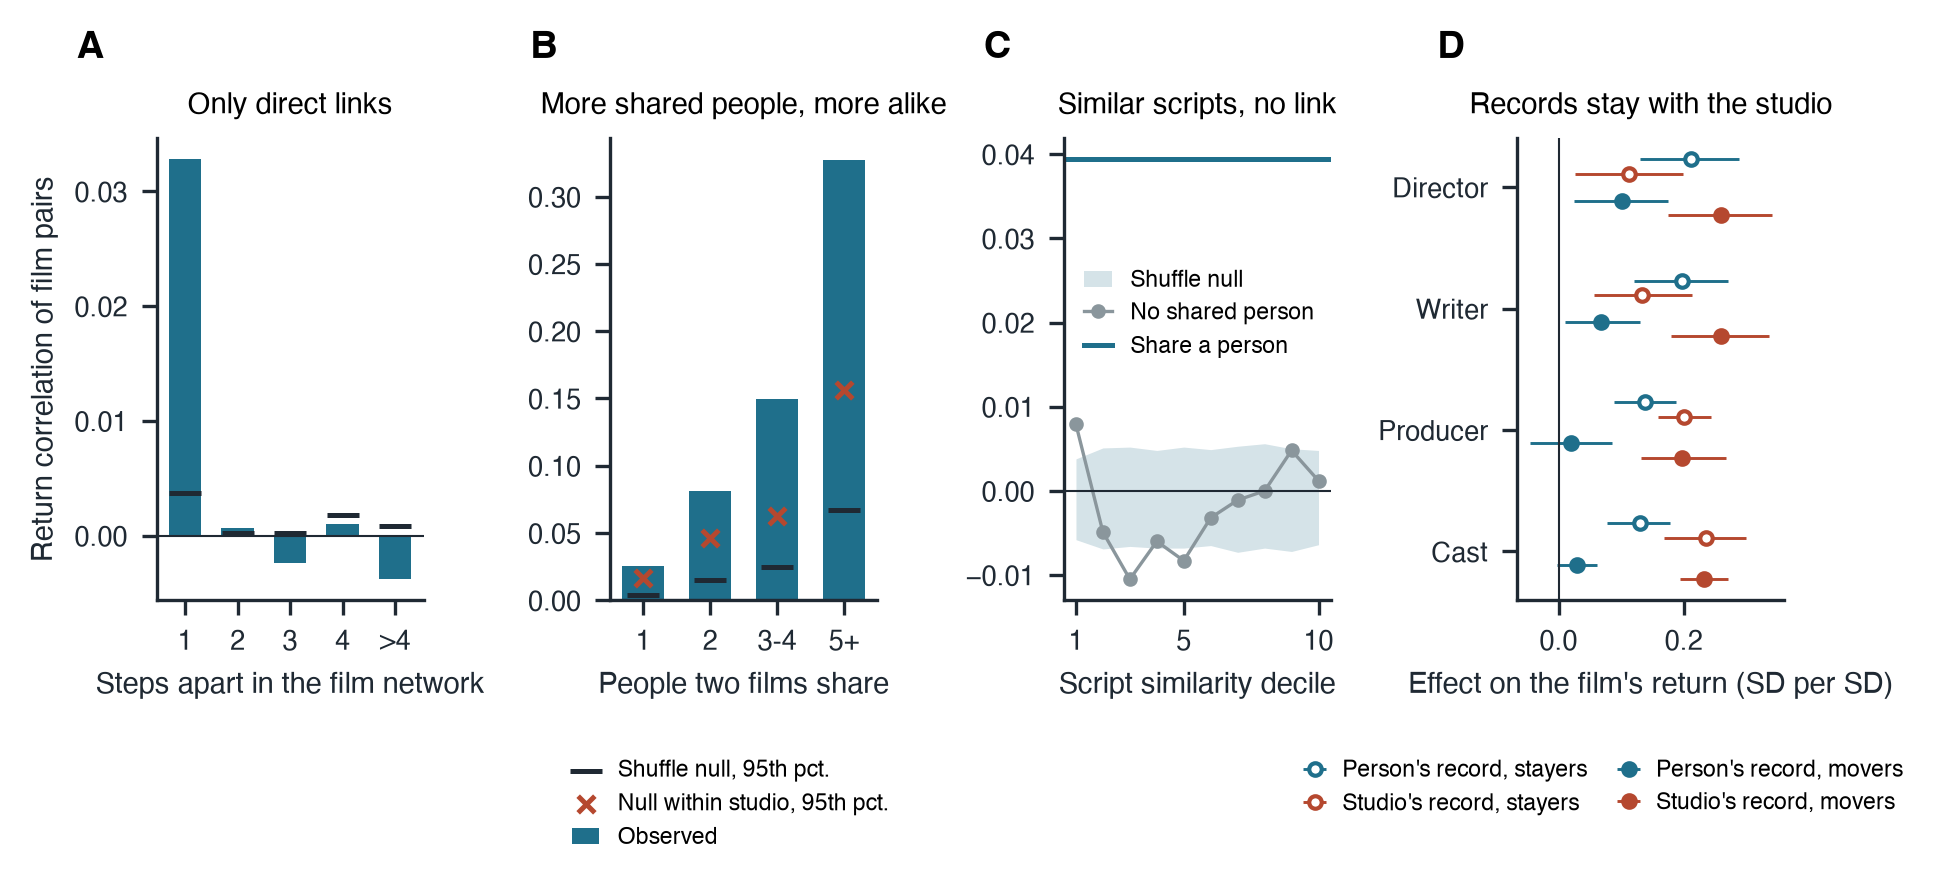 A
B
C
D
Only direct links
More shared people, more alike
Similar scripts, no link
Records stay with the studio
Return correlation of film pairs
0.03
0.02
0.01
0.00
1
2
3
4
>4
Steps apart in the film network
0.30
0.25
0.20
0.15
0.10
0.05
0.00
1
2
3-4
5+
People two films share
Shuffle null, 95th pct.
Null within studio, 95th pct.
Observed
0.04
0.03
0.02
0.01
0.00
−0.01
Shuffle null
No shared person
Share a person
1
5
10
Script similarity decile
Director
Writer
Producer
Cast
0.0
0.2
Effect on the film's return (SD per SD)
Person's record, stayers
Studio's record, stayers
Person's record, movers
Studio's record, movers